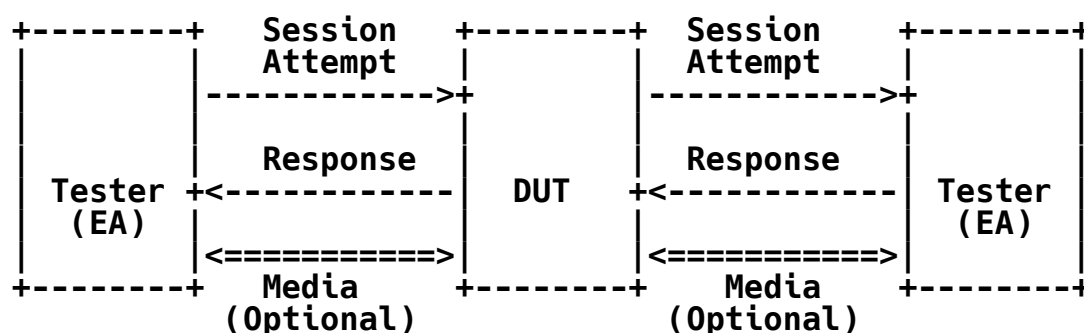 +--------+   Session   +--------+  Session    +--------+
|        |   Attempt   |        |  Attempt    |        |
|        |------------>+        |------------>+        |
|        |             |        |             |        |
|        |   Response  |        |  Response   |        |
| Tester +<------------|  DUT   +<------------| Tester |
|  (EA)  |             |        |             |  (EA)  |
|        |<===========>|        |<===========>|        |
+--------+   Media     +--------+    Media    +--------+
           (Optional)             (Optional)